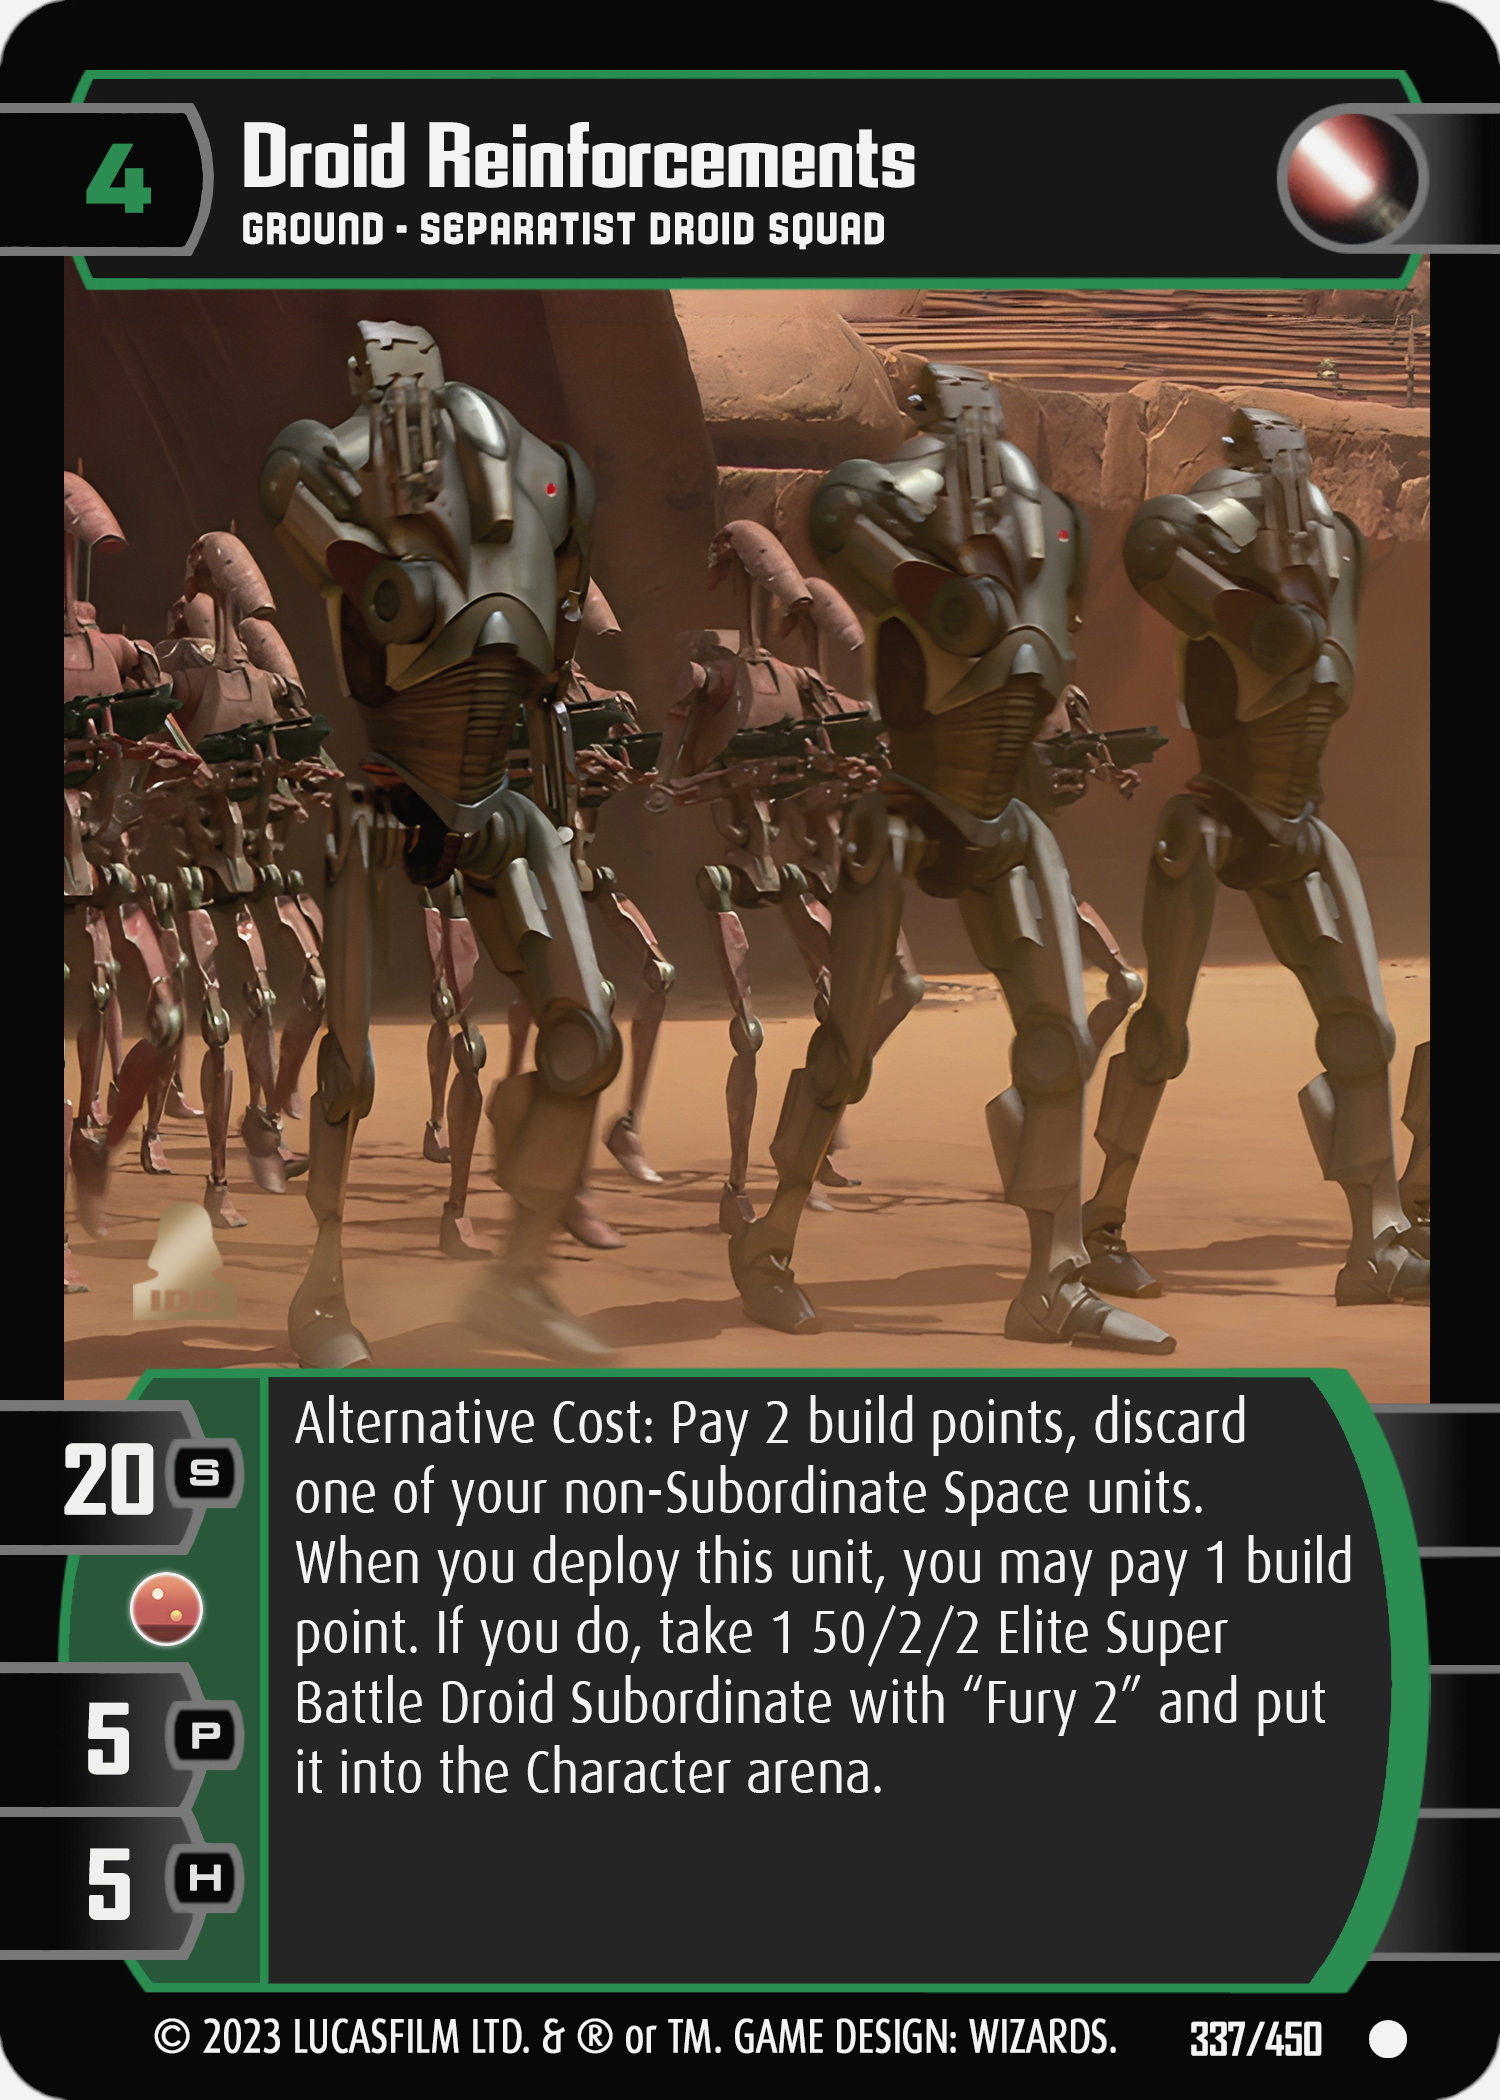 4
Droid Reinforcements
GROUND - SEPARATIST DROID SQUAD
IDC
20 S
5 P
5 H
Alternative Cost: Pay 2 build points, discard
one of your non-Subordinate Space units.
When you deploy this unit, you may pay 1 build
point. If you do, take 1 50/2/2 Elite Super
Battle Droid Subordinate with “Fury 2” and put
it into the Character arena.
© 2023 LUCASFILM LTD. & ® or TM. GAME DESIGN: WIZARDS.
337/450